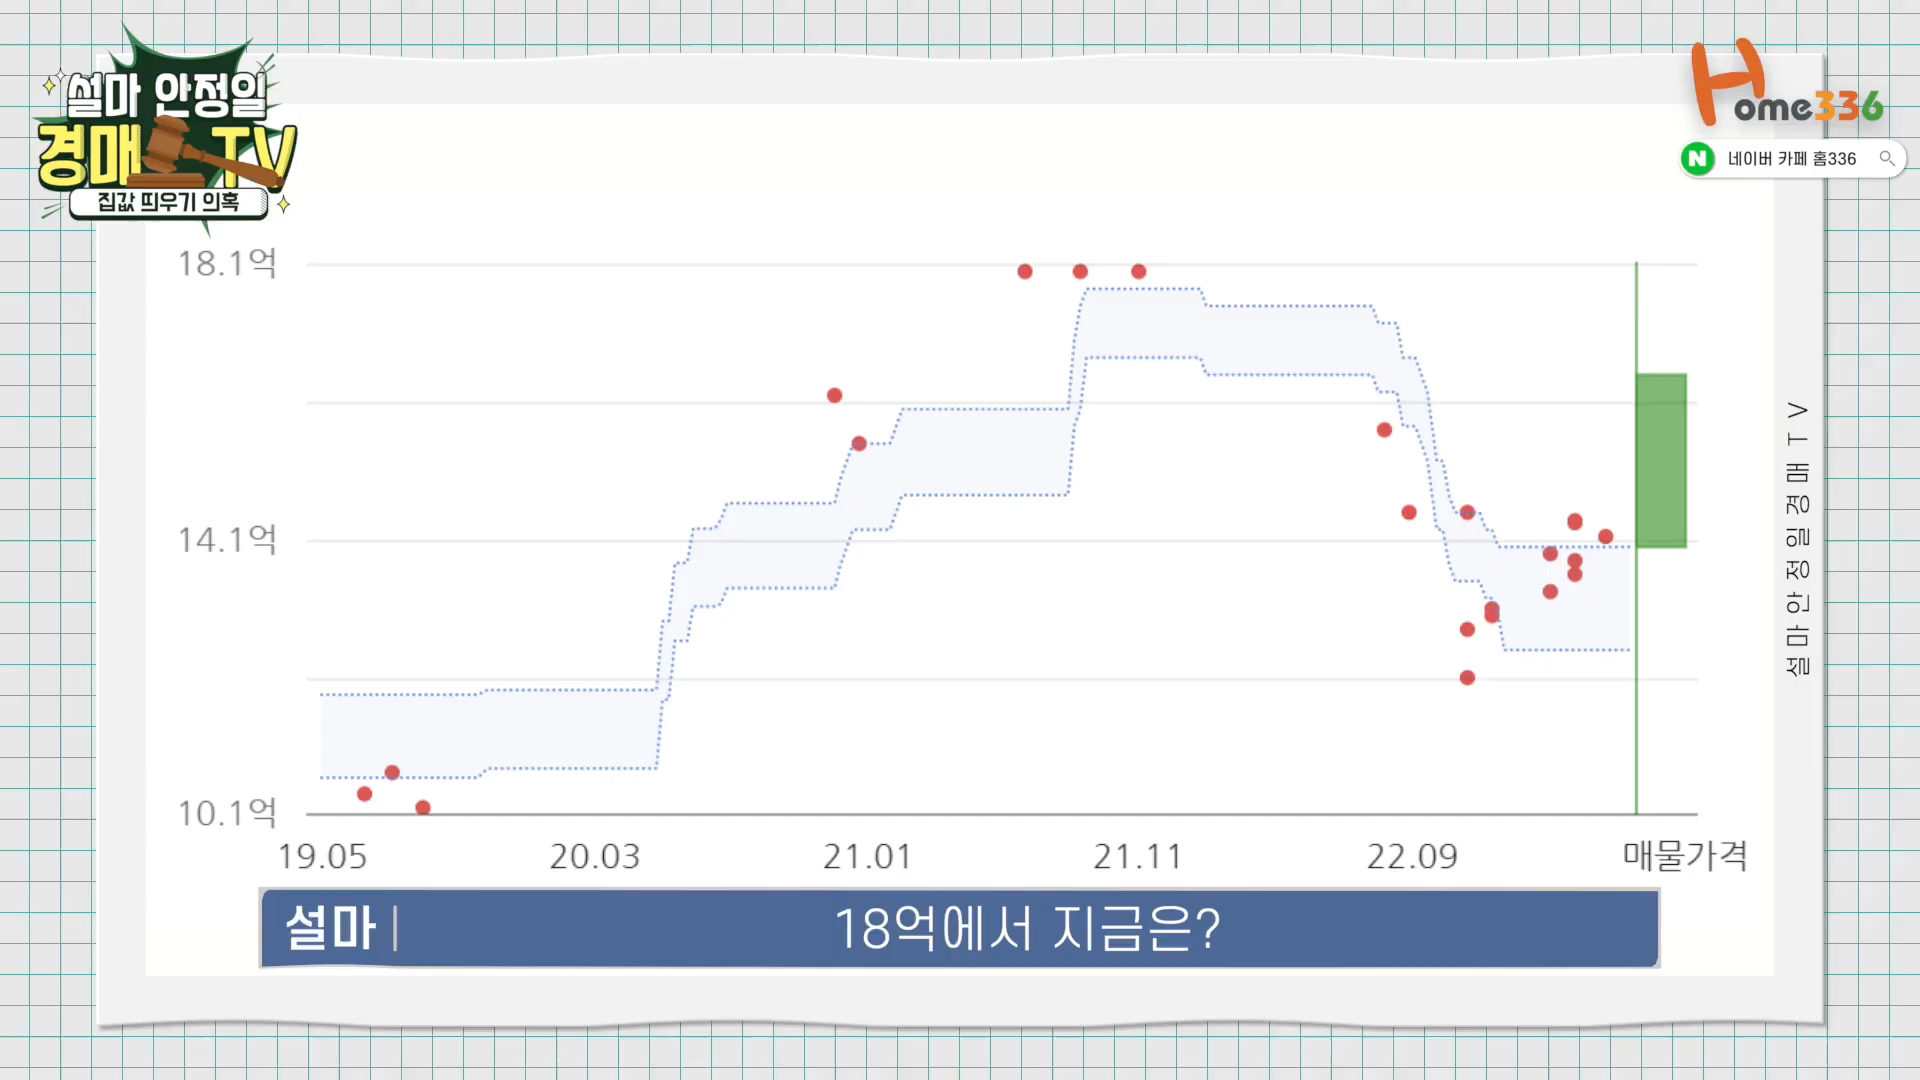 설마 안정일
경매 TV
집값 띄우기 의혹
Home336
네이버 카페 홈336
18.1억
14.1억
10.1억
19.05
20.03
21.01
21.11
22.09
매물가격
설마안정일경매TV
설마 | 18억에서 지금은?